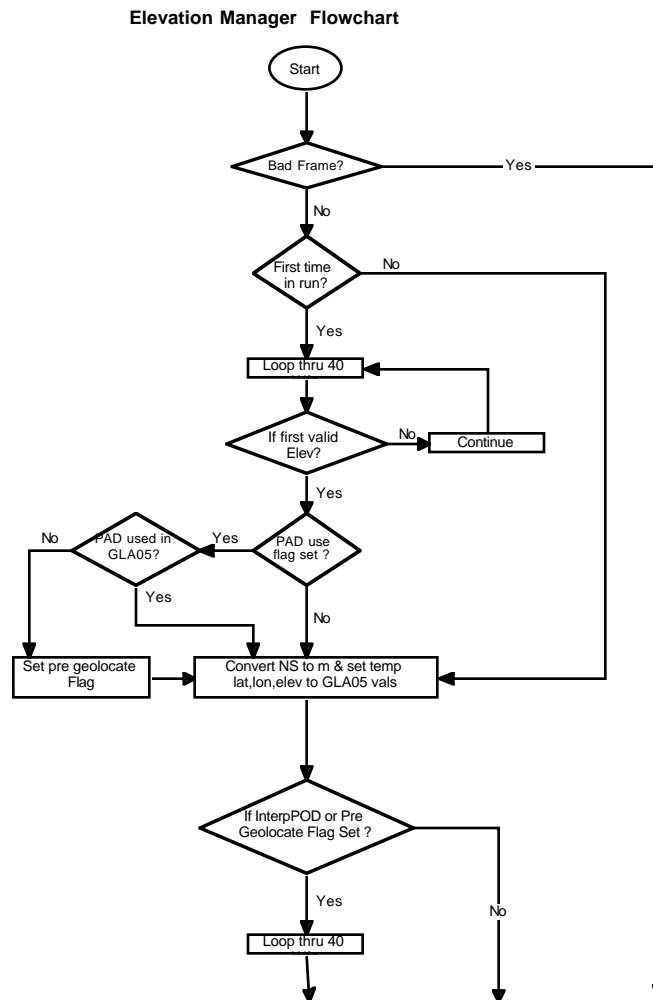 Elevation Manager Flowchart
Start
Bad Frame?
Yes
No
First time
in run?
No
Yes
Loop thru 40
If first valid
Elev?
No
Continue
Yes
No
PAD used in
GLA05?
Yes
PAD use
flag set ?
Yes
No
Set pre geolocate
Flag
Convert NS to m & set temp
lat,lon,elev to GLA05 vals
If InterpPOD or Pre
Geolocate Flag Set ?
Yes
No
Loop thru 40